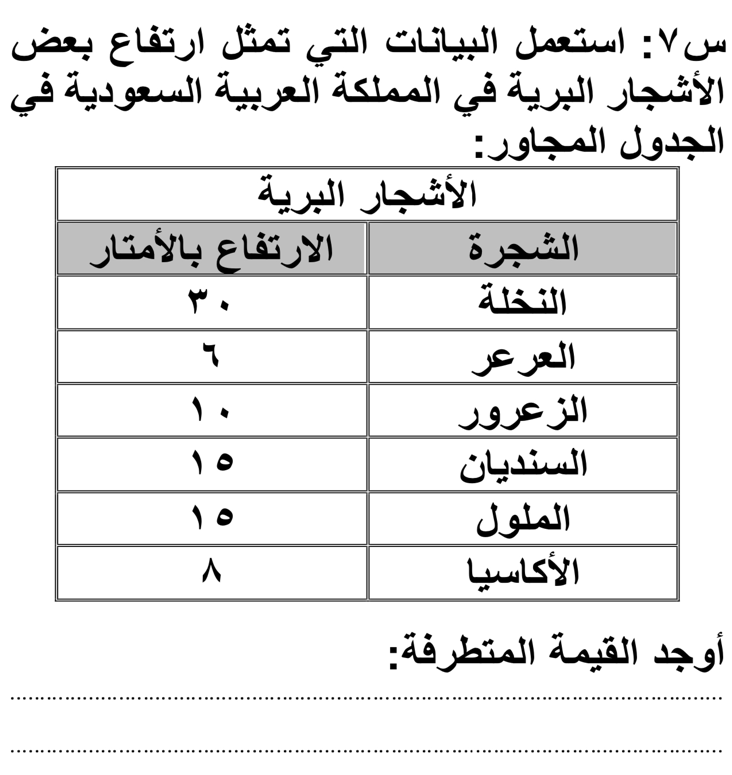 س٧: استعمل البيانات التي تمثل ارتفاع بعض
الأشجار البرية في المملكة العربية السعودية في
الجدول المجاور:
الأشجار البرية
الشجرة الارتفاع بالأمتار
النخلة ٣٠
العرعر ٦
الزعرور ١٠
السنديان ١٥
الملول ١٥
الأكاسيا ٨
أوجد القيمة المتطرفة: